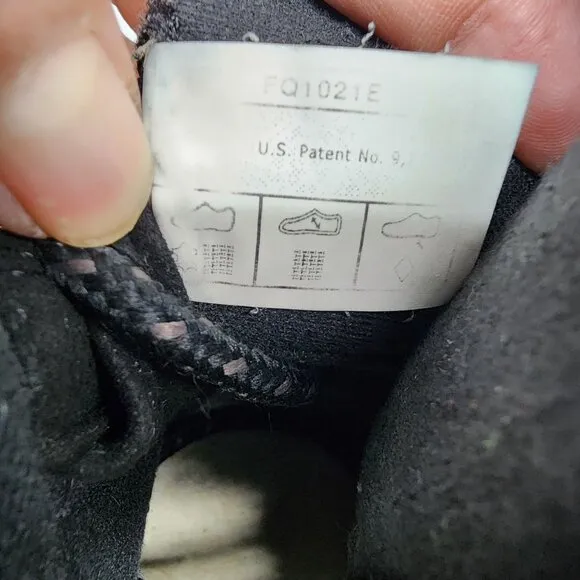 FQ1021E
U.S. Patent No. 9,